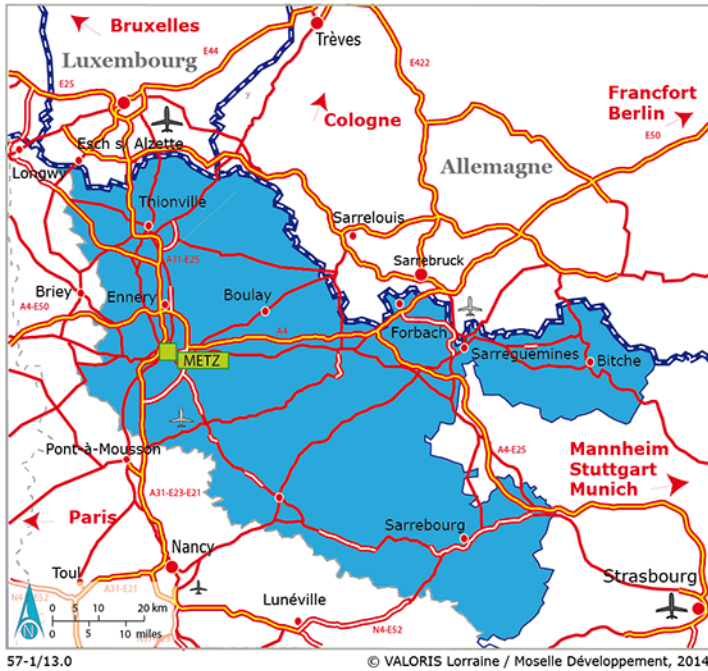 Bruxelles
Luxembourg
Trèves
E44
E422
E25
Francfort
Berlin
E50
Cologne
Esch s. Alzette
Longwy
Allemagne
Thionville
Sarrelouis
A31-E25
Sarrebruck
Briey
Ennery
Boulay
A4-E50
Forbach
A4
Sarreguemines
METZ
Bitche
Pont-à-Mousson
A4-E25
Mannheim
Stuttgart
Munich
A31-E23-E21
Paris
Sarrebourg
Nancy
Toul
A31-E21
Strasbourg
N4-E52
0 5 10 20 km
Lunéville
0 5 10 miles
N4-E52
N
57-1/13.0
© VALORIS Lorraine / Moselle Développement, 2014